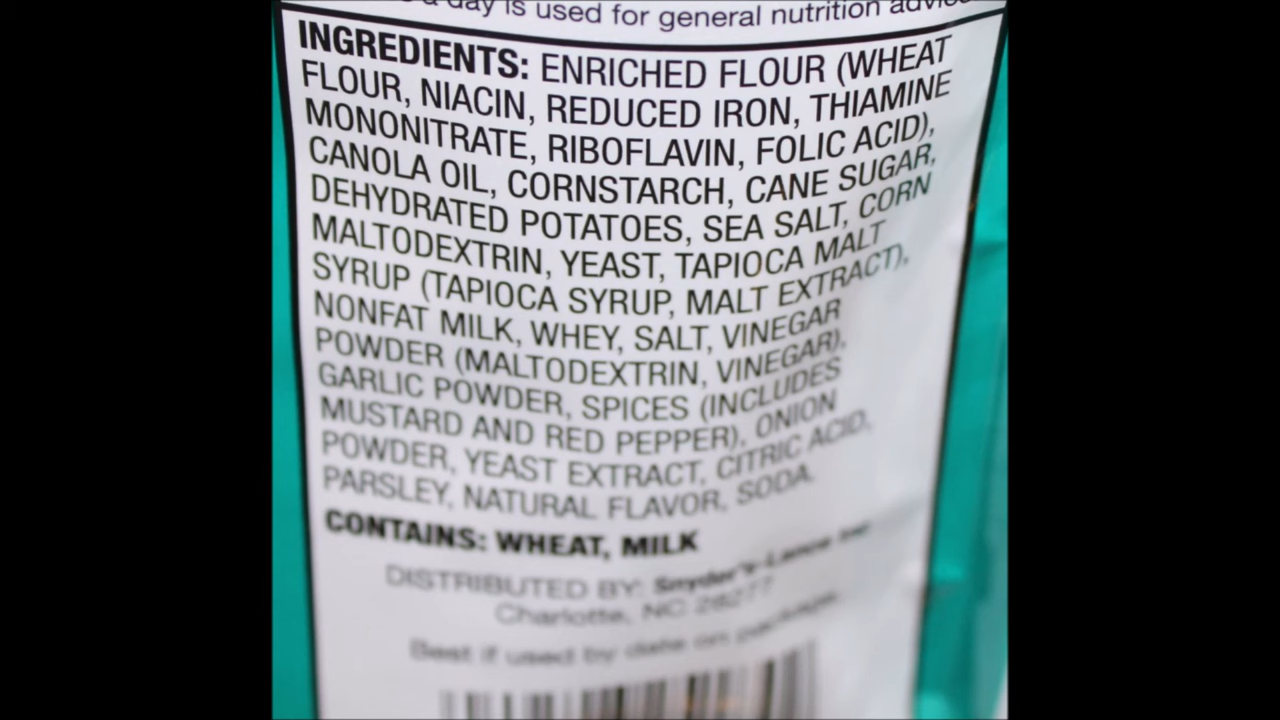 day is used for general nutrition advice
INGREDIENTS: ENRICHED FLOUR (WHEAT
FLOUR, NIACIN, REDUCED IRON, THIAMINE
MONONITRATE, RIBOFLAVIN, FOLIC ACID),
CANOLA OIL, CORNSTARCH, CANE SUGAR,
DEHYDRATED POTATOES, SEA SALT, CORN
MALTODEXTRIN, YEAST, TAPIOCA MALT
SYRUP (TAPIOCA SYRUP, MALT EXTRACT),
NONFAT MILK, WHEY, SALT, VINEGAR
POWDER (MALTODEXTRIN, VINEGAR),
GARLIC POWDER, SPICES (INCLUDES
MUSTARD AND RED PEPPER), ONION
POWDER, YEAST EXTRACT, CITRIC ACID,
PARSLEY, NATURAL FLAVOR, SODA.
CONTAINS: WHEAT, MILK
DISTRIBUTED BY: Snyder's-Lance Inc
Charlotte, NC 28277
Best if used by date on package.